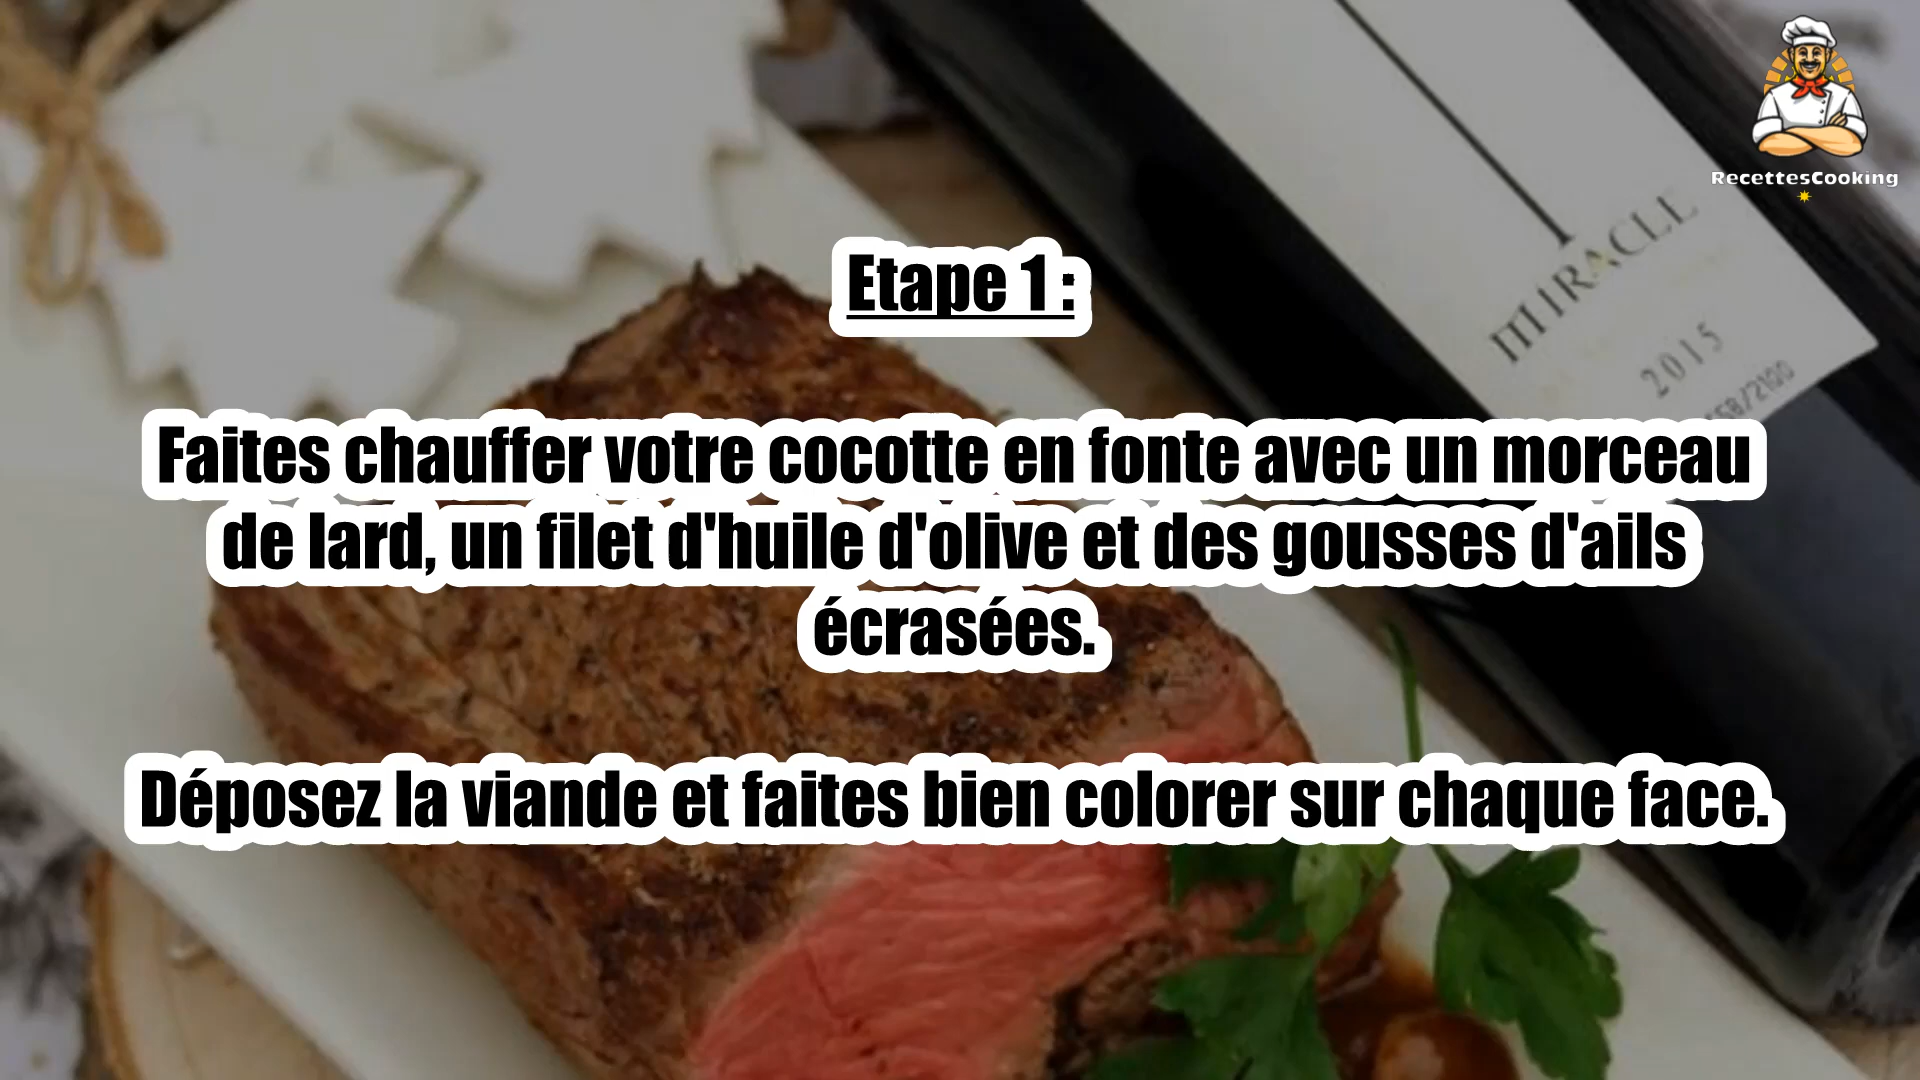 RecettesCooking
MIRACLE
2015
Etape 1 :
Faites chauffer votre cocotte en fonte avec un morceau
de lard, un filet d'huile d'olive et des gousses d'ails
écrasées.
Déposez la viande et faites bien colorer sur chaque face.